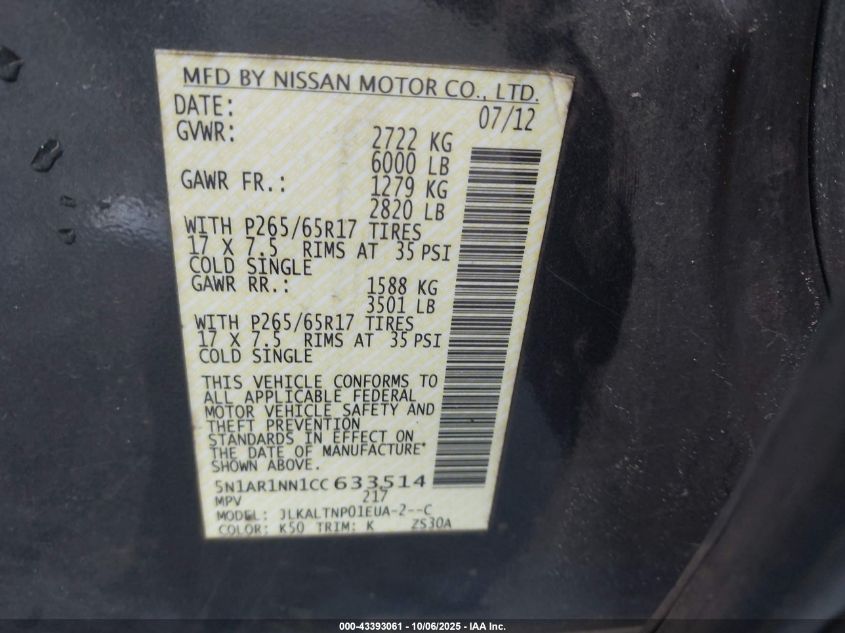 MFD BY NISSAN MOTOR CO., LTD.
DATE: 07/12
GVWR: 2722 KG
6000 LB
GAWR FR.: 1279 KG
2820 LB
WITH P265/65R17 TIRES
17 X 7.5 RIMS AT 35 PSI
COLD SINGLE
GAWR RR.: 1588 KG
3501 LB
WITH P265/65R17 TIRES
17 X 7.5 RIMS AT 35 PSI
COLD SINGLE
THIS VEHICLE CONFORMS TO
ALL APPLICABLE FEDERAL
MOTOR VEHICLE SAFETY AND
THEFT PREVENTION
STANDARDS IN EFFECT ON
THE DATE OF MANUFACTURE
SHOWN ABOVE.
5N1AR1NN1CC633514
MPV 217
MODEL: JLKALTNP01EUA-2--C
COLOR: K50 TRIM: K ZS30A
000-43393061 - 10/06/2025 - IAA Inc.